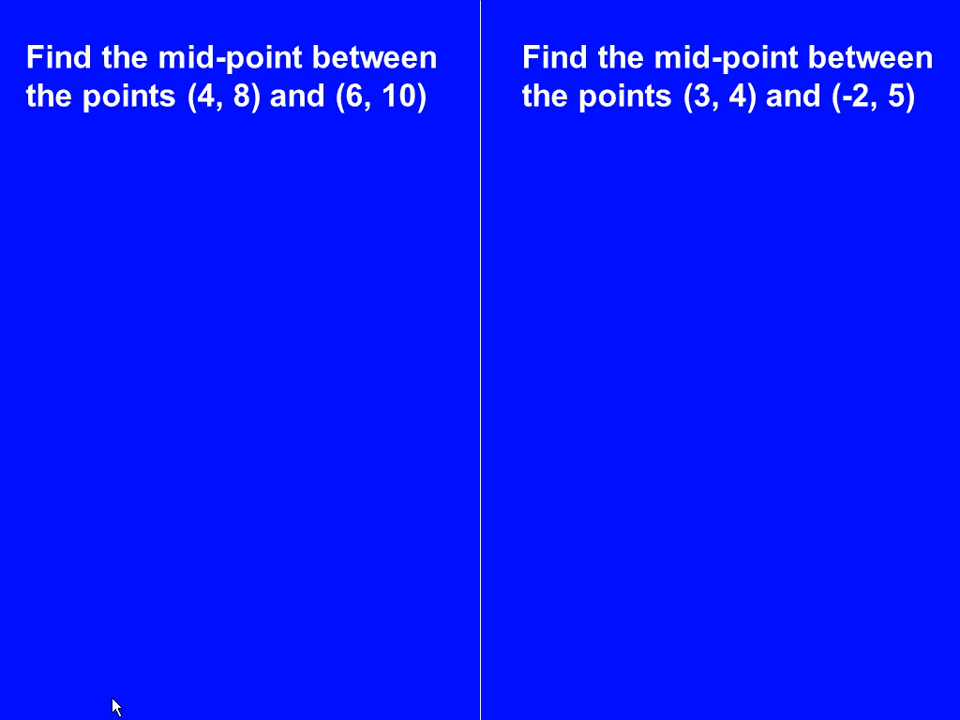 Find the mid-point between
the points (4, 8) and (6, 10)
Find the mid-point between
the points (3, 4) and (-2, 5)